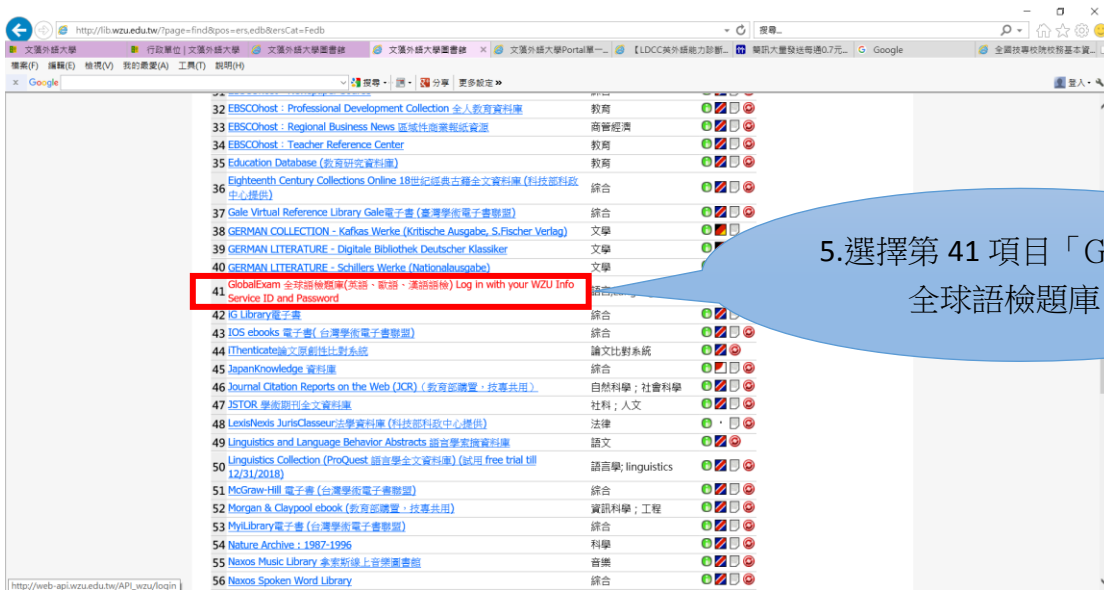 http://lib.wzu.edu.tw/?page=find&pos=ers,edb&ersCat=Fedb
搜尋...
文藻外語大學
行政單位 | 文藻外語大學
文藻外語大學圖書館
文藻外語大學圖書館
文藻外語大學Portal單一...
【LDCC英外語能力診斷...
簡訊大量發送每通0.7元...
Google
全國技專校院校務基本資...
檔案(F) 編輯(E) 檢視(V) 我的最愛(A) 工具(T) 說明(H)
x Google 搜尋 分享 更多設定 »
登入
32 EBSCOhost：Professional Development Collection 全人教育資料庫 教育
33 EBSCOhost：Regional Business News 區域性商業報紙資源 商管經濟
34 EBSCOhost：Teacher Reference Center 教育
35 Education Database (教育研究資料庫) 教育
36 Eighteenth Century Collections Online 18世紀經典古籍全文資料庫 (科技部科政
中心提供) 綜合
37 Gale Virtual Reference Library Gale電子書 (臺灣學術電子書聯盟) 綜合
38 GERMAN COLLECTION - Kafkas Werke (Kritische Ausgabe, S.Fischer Verlag) 文學
39 GERMAN LITERATURE - Digitale Bibliothek Deutscher Klassiker 文學
40 GERMAN LITERATURE - Schillers Werke (Nationalausgabe) 文學
41 GlobalExam 全球語檢題庫(英語、歐語、漢語語檢) Log in with your WZU Info
Service ID and Password
42 iG Library電子書 綜合
43 IOS ebooks 電子書( 台灣學術電子書聯盟) 綜合
44 iThenticate論文原創性比對系統 論文比對系統
45 JapanKnowledge 資料庫 綜合
46 Journal Citation Reports on the Web (JCR)（教育部購置，技專共用） 自然科學；社會科學
47 JSTOR 學術期刊全文資料庫 社科；人文
48 LexisNexis JurisClasseur法學資料庫 (科技部科政中心提供) 法律
49 Linguistics and Language Behavior Abstracts 語言學索摘資料庫 語文
50 Linguistics Collection (ProQuest 語言學全文資料庫) (試用 free trial till
12/31/2018) 語言學; linguistics
51 McGraw-Hill 電子書 (台灣學術電子書聯盟) 綜合
52 Morgan & Claypool ebook (教育部購置，技專共用) 資訊科學；工程
53 MyiLibrary電子書 (台灣學術電子書聯盟) 綜合
54 Nature Archive：1987-1996 科學
55 Naxos Music Library 拿索斯線上音樂圖書館 音樂
56 Naxos Spoken Word Library 綜合
5.選擇第 41 項目「G
全球語檢題庫
http://web-api.wzu.edu.tw/API_wzu/login